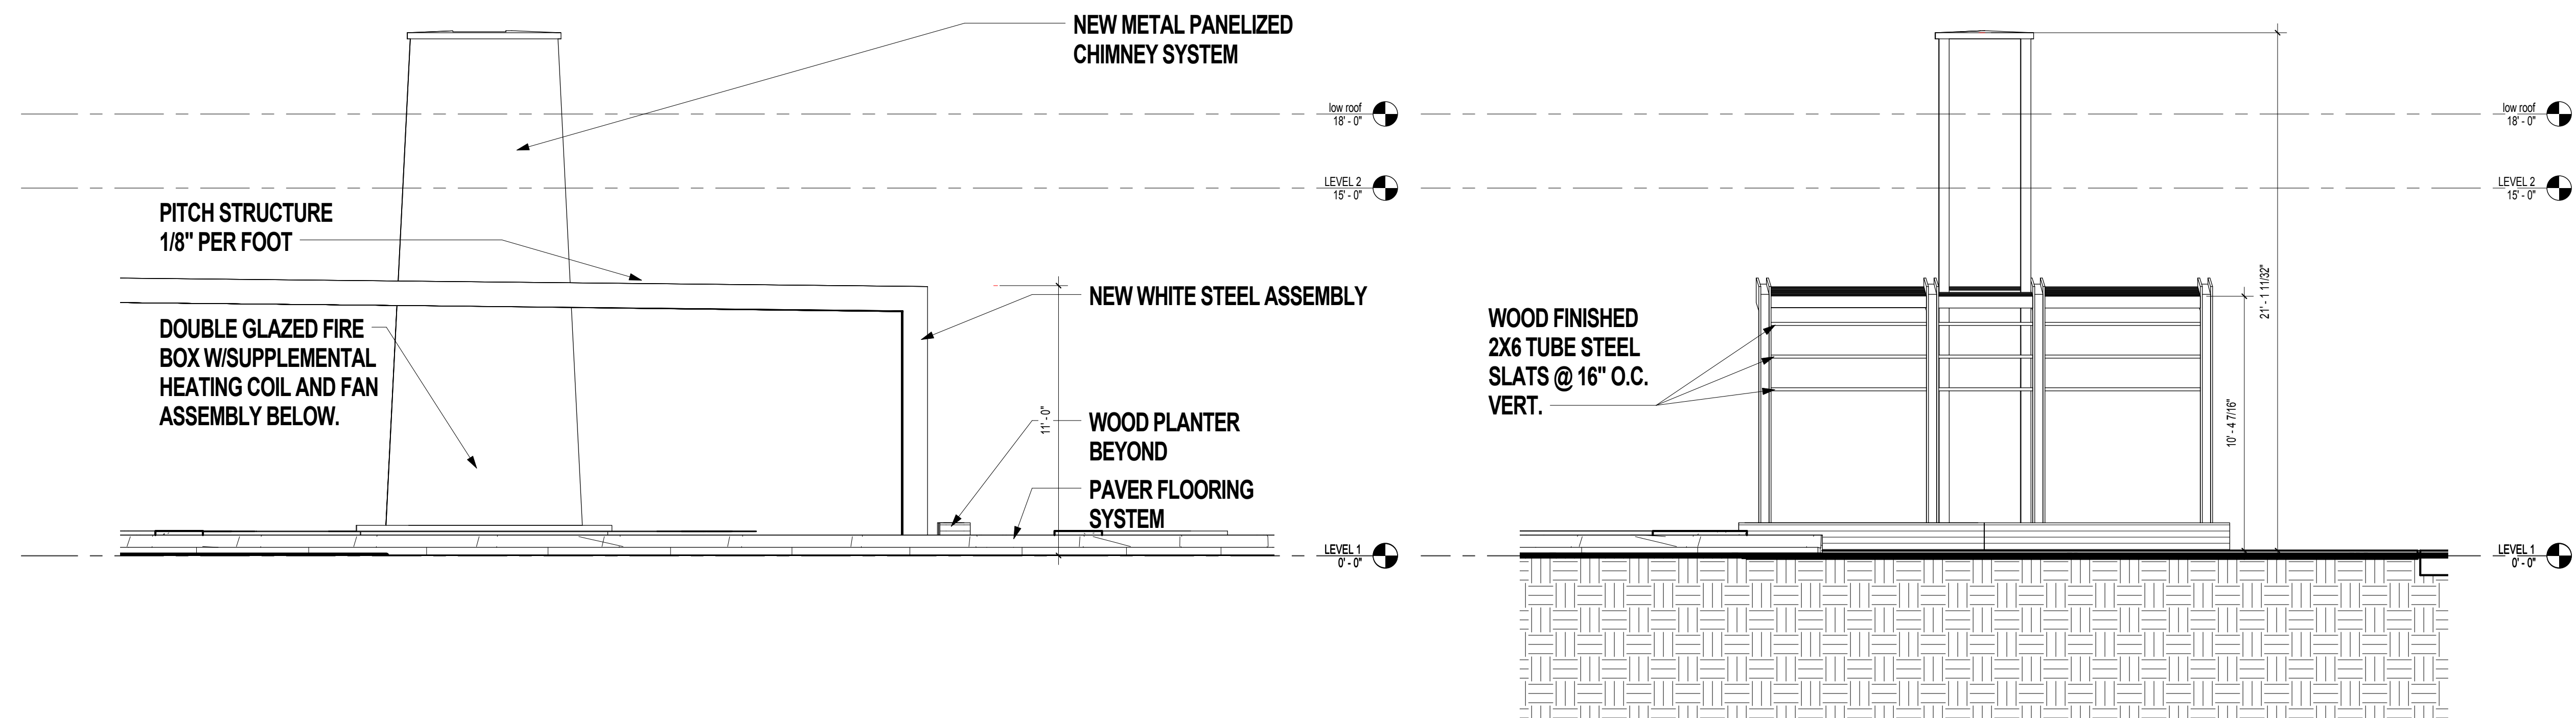 NEW METAL PANELIZED
CHIMNEY SYSTEM
low roof
18' - 0"
LEVEL 2
15' - 0"
PITCH STRUCTURE
1/8" PER FOOT
NEW WHITE STEEL ASSEMBLY
DOUBLE GLAZED FIRE
BOX W/SUPPLEMENTAL
HEATING COIL AND FAN
ASSEMBLY BELOW.
11' - 0"
WOOD PLANTER
BEYOND
PAVER FLOORING
SYSTEM
LEVEL 1
0' - 0"
low roof
18' - 0"
LEVEL 2
15' - 0"
21' - 1 11/32"
WOOD FINISHED
2X6 TUBE STEEL
SLATS @ 16" O.C.
VERT.
10' - 4 7/16"
LEVEL 1
0' - 0"